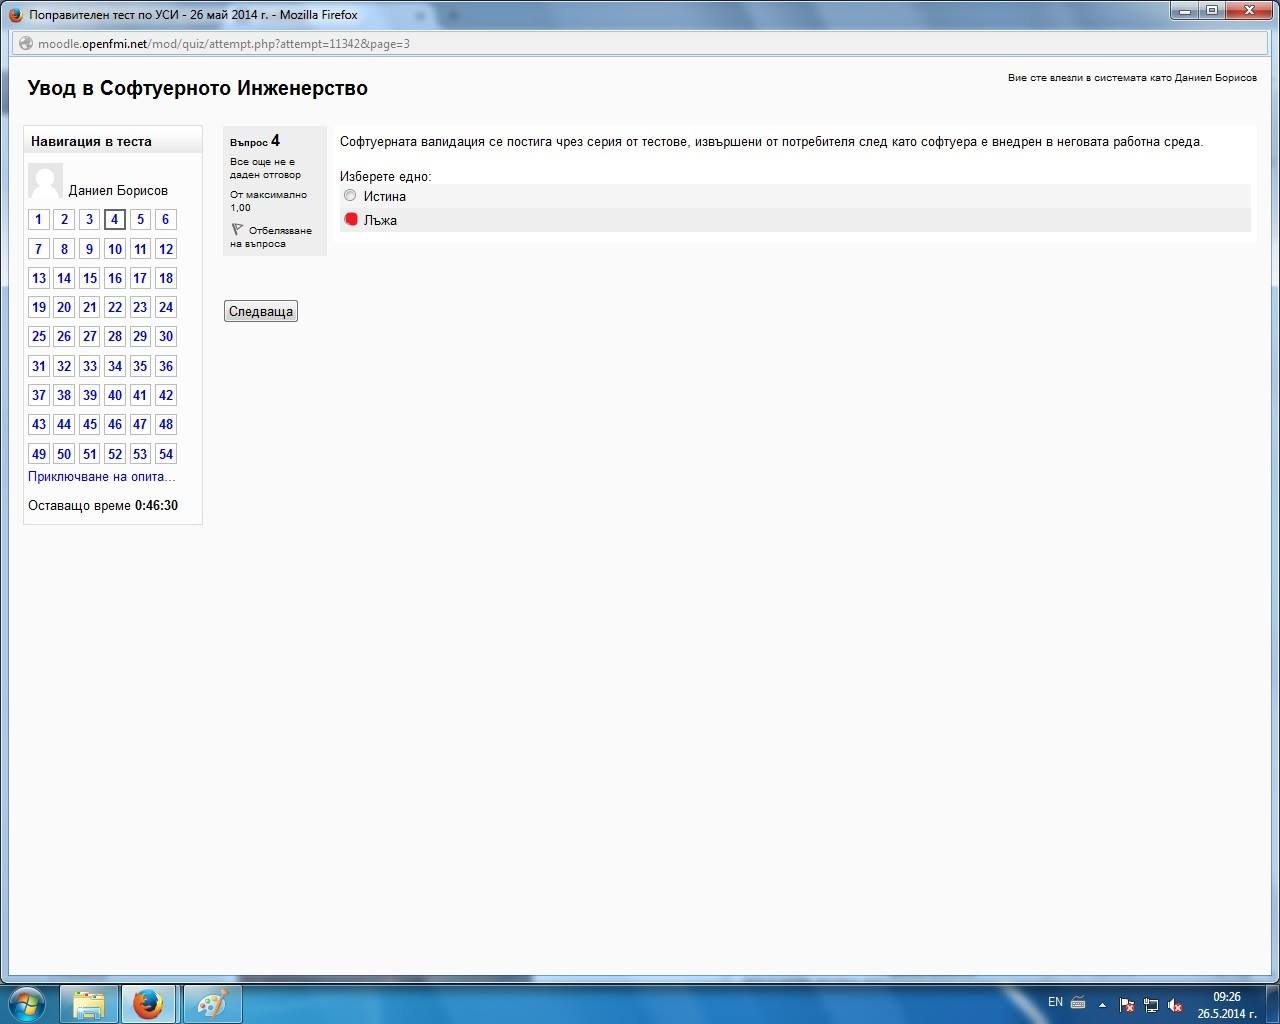 Поправителен тест по УСИ - 26 май 2014 г. - Mozilla Firefox
moodle.openfmi.net/mod/quiz/attempt.php?attempt=11342&page=3
Увод в Софтуерното Инженерство
Вие сте влезли в системата като Даниел Борисов
Навигация в теста
Даниел Борисов
1 2 3 4 5 6
7 8 9 10 11 12
13 14 15 16 17 18
19 20 21 22 23 24
25 26 27 28 29 30
31 32 33 34 35 36
37 38 39 40 41 42
43 44 45 46 47 48
49 50 51 52 53 54
Приключване на опита...
Оставащо време 0:46:30
Въпрос 4
Все още не е
даден отговор
От максимално
1,00
Отбелязване
на въпроса
Софтуерната валидация се постига чрез серия от тестове, извършени от потребителя след като софтуера е внедрен в неговата работна среда.
Изберете едно:
Истина
Лъжа
Следваща
EN
09:26
26.5.2014 г.